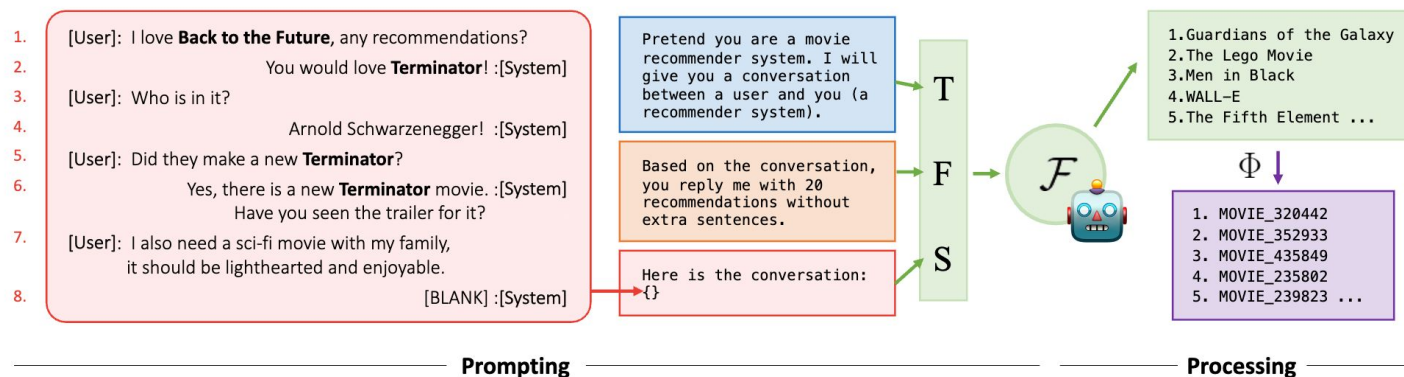 1. [User]: I love Back to the Future, any recommendations?
2. You would love Terminator! :[System]
3. [User]: Who is in it?
4. Arnold Schwarzenegger! :[System]
5. [User]: Did they make a new Terminator?
6. Yes, there is a new Terminator movie. :[System]
Have you seen the trailer for it?
7. [User]: I also need a sci-fi movie with my family,
it should be lighthearted and enjoyable.
8. [BLANK] :[System]
Pretend you are a movie
recommender system. I will
give you a conversation
between a user and you (a
recommender system).
Based on the conversation,
you reply me with 20
recommendations without
extra sentences.
Here is the conversation:
{}
T
F
S
ℱ
1.Guardians of the Galaxy
2.The Lego Movie
3.Men in Black
4.WALL-E
5.The Fifth Element ...
Φ
1. MOVIE_320442
2. MOVIE_352933
3. MOVIE_435849
4. MOVIE_235802
5. MOVIE_239823 ...
Prompting
Processing